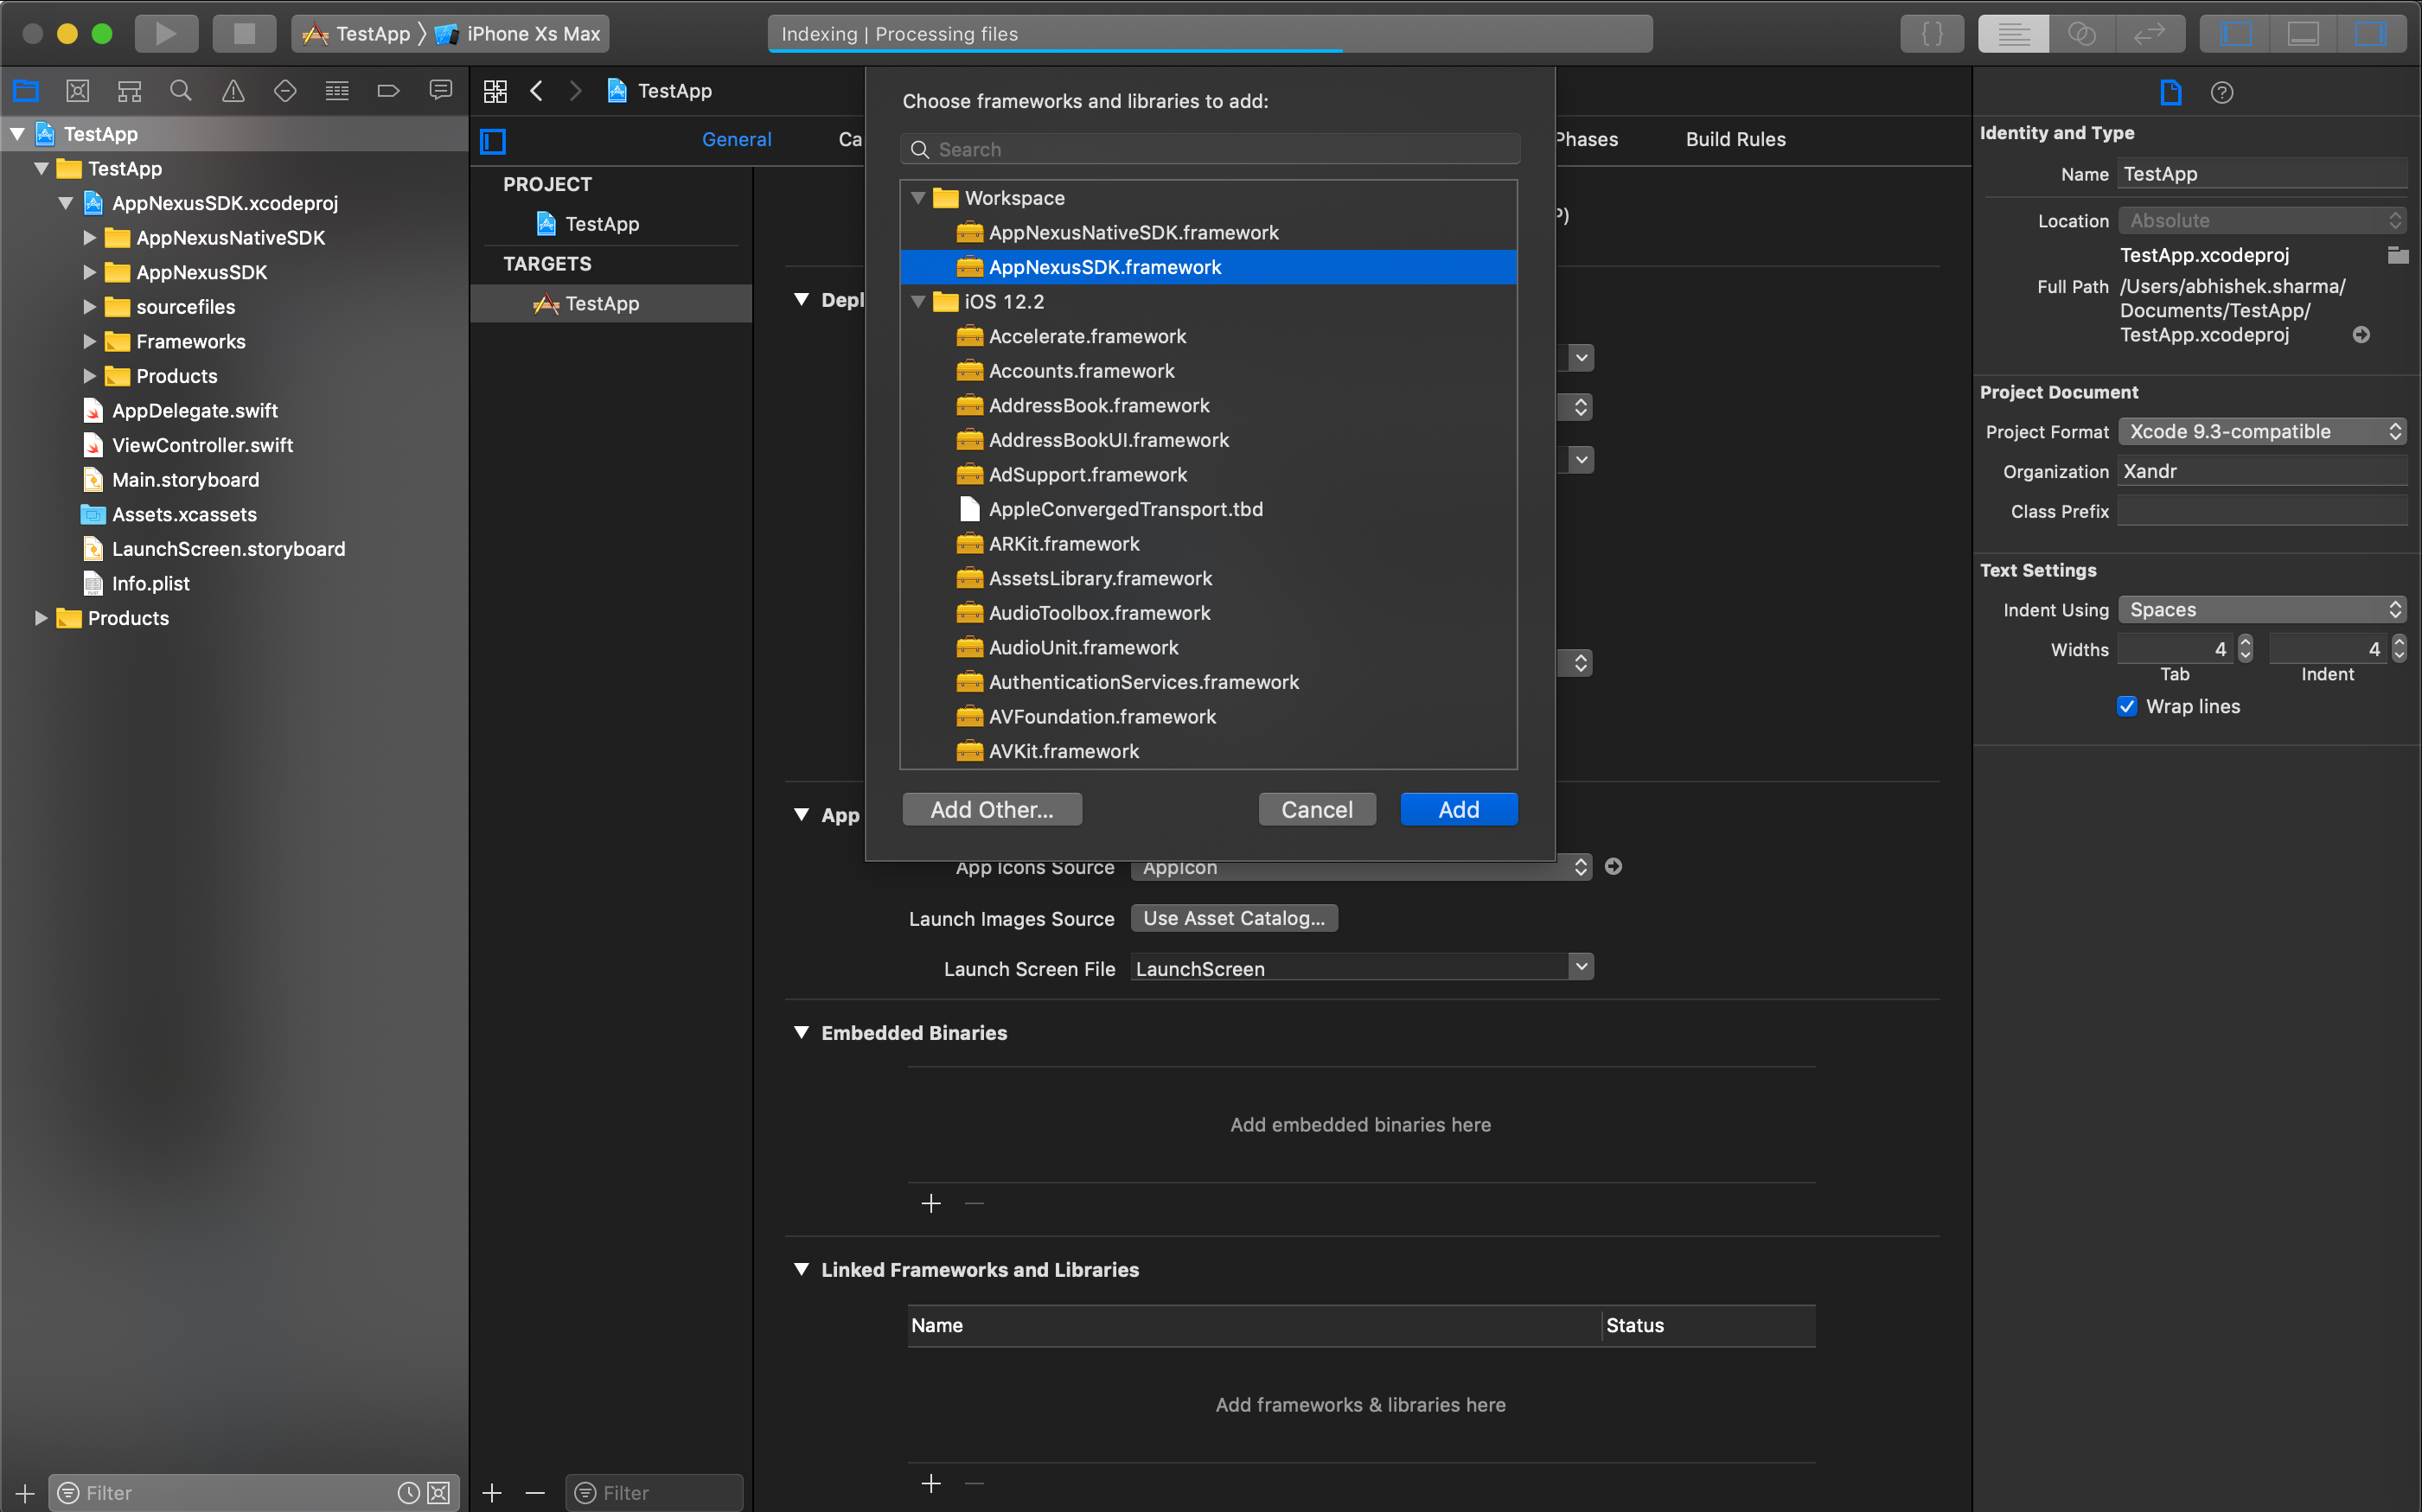 TestApp
iPhone Xs Max
Indexing | Processing files
TestApp
TestApp
AppNexusSDK.xcodeproj
AppNexusNativeSDK
AppNexusSDK
sourcefiles
Frameworks
Products
AppDelegate.swift
ViewController.swift
Main.storyboard
Assets.xcassets
LaunchScreen.storyboard
Info.plist
Products
Filter
TestApp
General
Ca
Phases
Build Rules
PROJECT
TestApp
TARGETS
TestApp
Filter
Choose frameworks and libraries to add:
Search
Workspace
AppNexusNativeSDK.framework
AppNexusSDK.framework
iOS 12.2
Accelerate.framework
Accounts.framework
AddressBook.framework
AddressBookUI.framework
AdSupport.framework
AppleConvergedTransport.tbd
ARKit.framework
AssetsLibrary.framework
AudioToolbox.framework
AudioUnit.framework
AuthenticationServices.framework
AVFoundation.framework
AVKit.framework
Add Other...
Cancel
Add
Depl
App
App Icons Source
AppIcon
Launch Images Source
Use Asset Catalog...
Launch Screen File
LaunchScreen
Embedded Binaries
Add embedded binaries here
Linked Frameworks and Libraries
Name
Status
Add frameworks & libraries here
Identity and Type
Name
TestApp
Location
Absolute
TestApp.xcodeproj
Full Path
/Users/abhishek.sharma/
Documents/TestApp/
TestApp.xcodeproj
Project Document
Project Format
Xcode 9.3-compatible
Organization
Xandr
Class Prefix
Text Settings
Indent Using
Spaces
Widths
4
4
Tab
Indent
Wrap lines